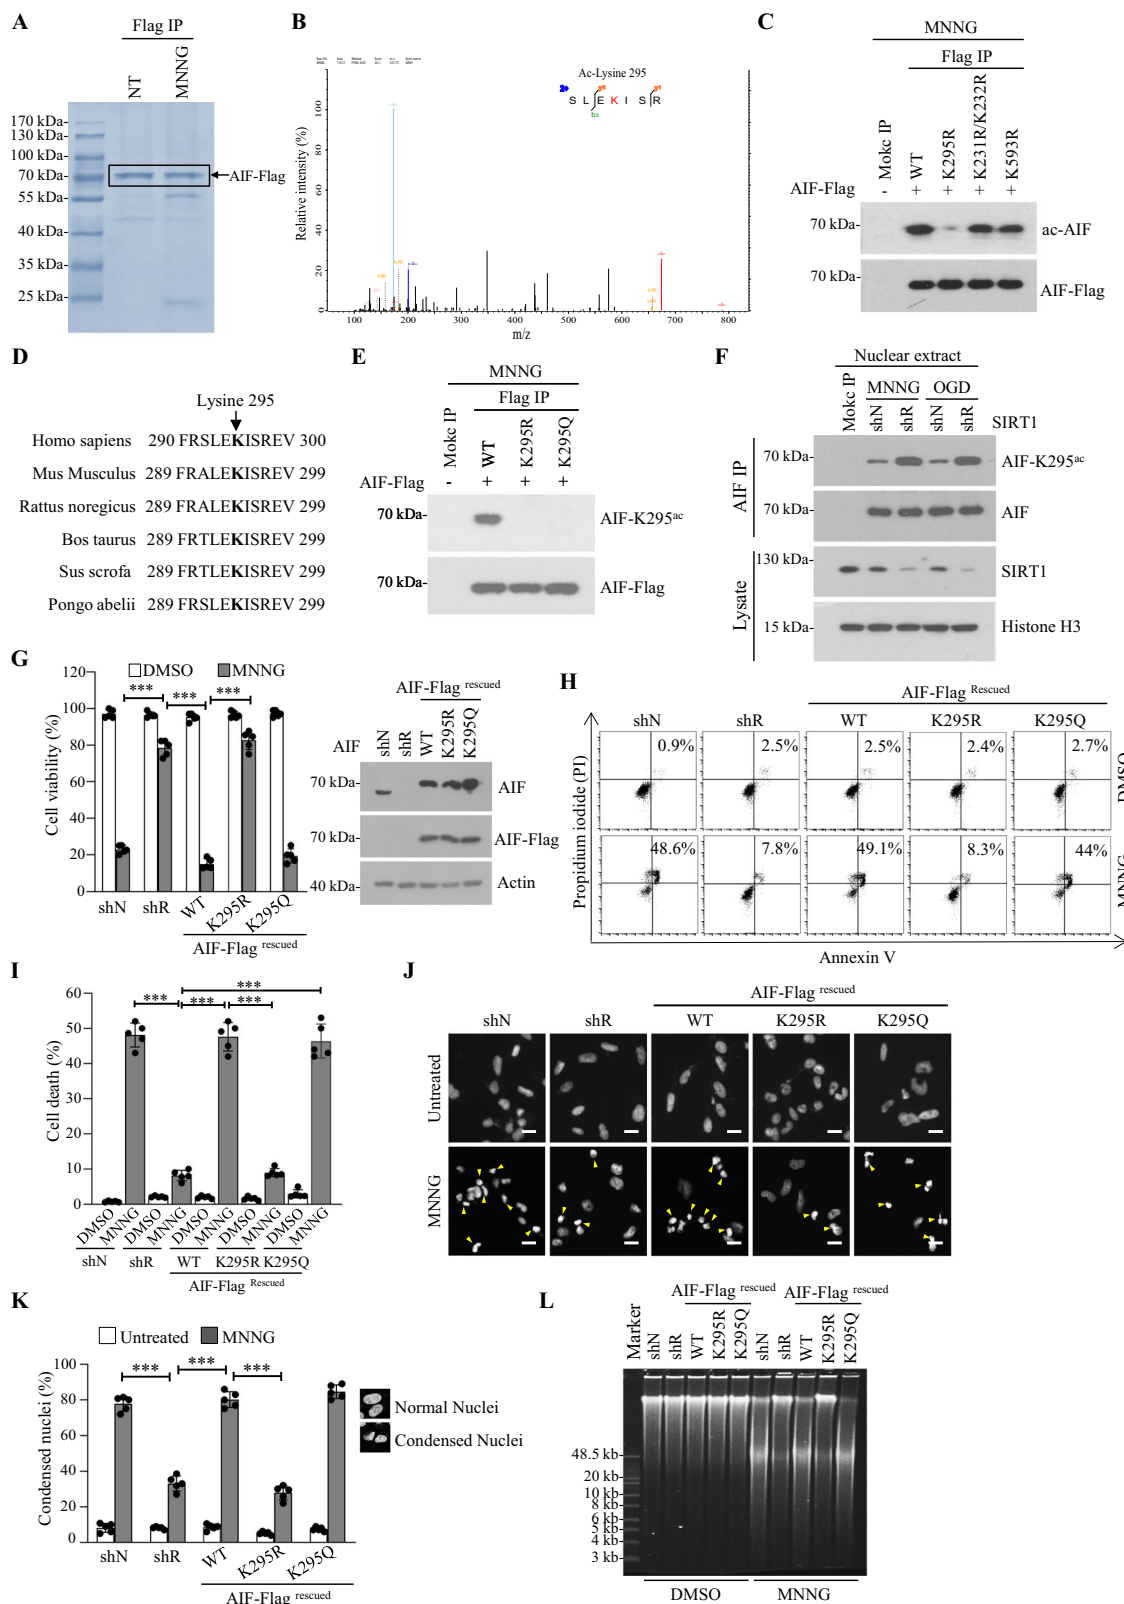 A
Flag IP
NT
MNNG
170 kDa-
130 kDa-
100 kDa-
70 kDa-
55 kDa-
40 kDa-
35 kDa-
25 kDa-
AIF-Flag
B
Ac-Lysine 295
2+
S L E K I S R
b2
Relative intensity (%)
100
80
60
40
20
0
100 200 300 400 500 600 700 800
m/z
C
MNNG
Flag IP
Mokc IP
WT
K295R
K231R/K232R
K593R
AIF-Flag - + + + +
70 kDa-
ac-AIF
70 kDa-
AIF-Flag
D
Lysine 295
Homo sapiens 290 FRSLEKISREV 300
Mus Musculus 289 FRALEKISREV 299
Rattus noregicus 289 FRALEKISREV 299
Bos taurus 289 FRTLEKISREV 299
Sus scrofa 289 FRTLEKISREV 299
Pongo abelii 289 FRSLEKISREV 299
E
MNNG
Flag IP
Mokc IP
WT
K295R
K295Q
AIF-Flag - + + +
70 kDa-
AIF-K295ac
70 kDa-
AIF-Flag
F
Nuclear extract
Mokc IP
MNNG OGD
shN shR shN shR SIRT1
AIF IP
70 kDa-
AIF-K295ac
70 kDa-
AIF
Lysate
130 kDa-
SIRT1
15 kDa-
Histone H3
G
DMSO MNNG
Cell viability (%)
120
100
80
60
40
20
0
*** *** ***
shN shR WT K295R K295Q
AIF-Flag rescued
AIF-Flag rescued
AIF shN shR WT K295R K295Q
70 kDa-
AIF
70 kDa-
AIF-Flag
40 kDa-
Actin
H
AIF-Flag Rescued
shN shR WT K295R K295Q
0.9% 2.5% 2.5% 2.4% 2.7%
DMSO
48.6% 7.8% 49.1% 8.3% 44%
MNNG
Propidium iodide (PI)
Annexin V
I
Cell death (%)
60
50
40
30
20
10
0
***
*** *** ***
DMSO MNNG DMSO MNNG DMSO MNNG DMSO MNNG DMSO MNNG
shN shR WT K295R K295Q
AIF-Flag Rescued
J
AIF-Flag rescued
shN shR WT K295R K295Q
Untreated
MNNG
K
Untreated MNNG
Condensed nuclei (%)
100
80
60
40
20
0
*** *** ***
shN shR WT K295R K295Q
AIF-Flag rescued
Normal Nuclei
Condensed Nuclei
L
AIF-Flag rescued AIF-Flag rescued
Marker shN shR WT K295R K295Q shN shR WT K295R K295Q
48.5 kb-
20 kb-
10 kb-
8 kb-
6 kb-
5 kb-
4 kb-
3 kb-
DMSO MNNG